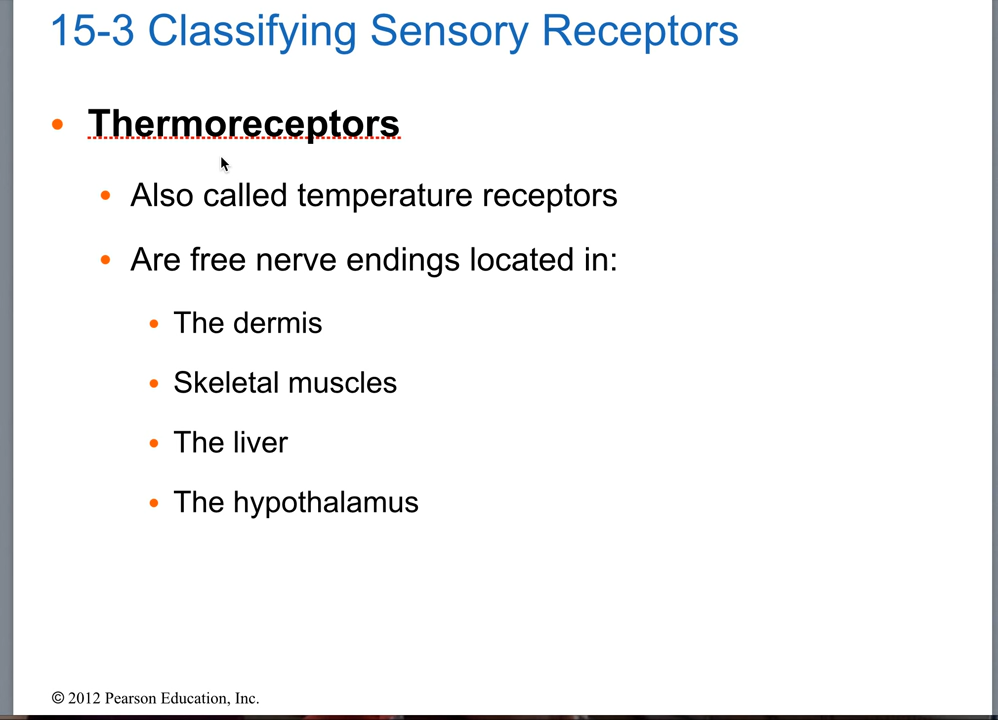 15-3 Classifying Sensory Receptors
• Thermoreceptors
• Also called temperature receptors
• Are free nerve endings located in:
• The dermis
• Skeletal muscles
• The liver
• The hypothalamus
© 2012 Pearson Education, Inc.